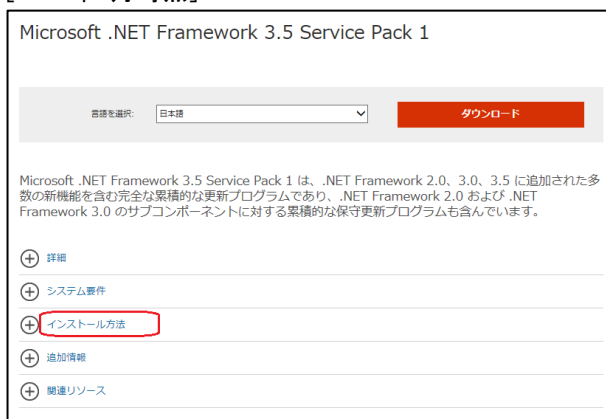 Microsoft .NET Framework 3.5 Service Pack 1
言語を選択: 日本語 ダウンロード
Microsoft .NET Framework 3.5 Service Pack 1 は、.NET Framework 2.0、3.0、3.5 に追加された多
数の新機能を含む完全な累積的な更新プログラムであり、.NET Framework 2.0 および .NET
Framework 3.0 のサブコンポーネントに対する累積的な保守更新プログラムも含んでいます。
詳細
システム要件
インストール方法
追加情報
関連リソース